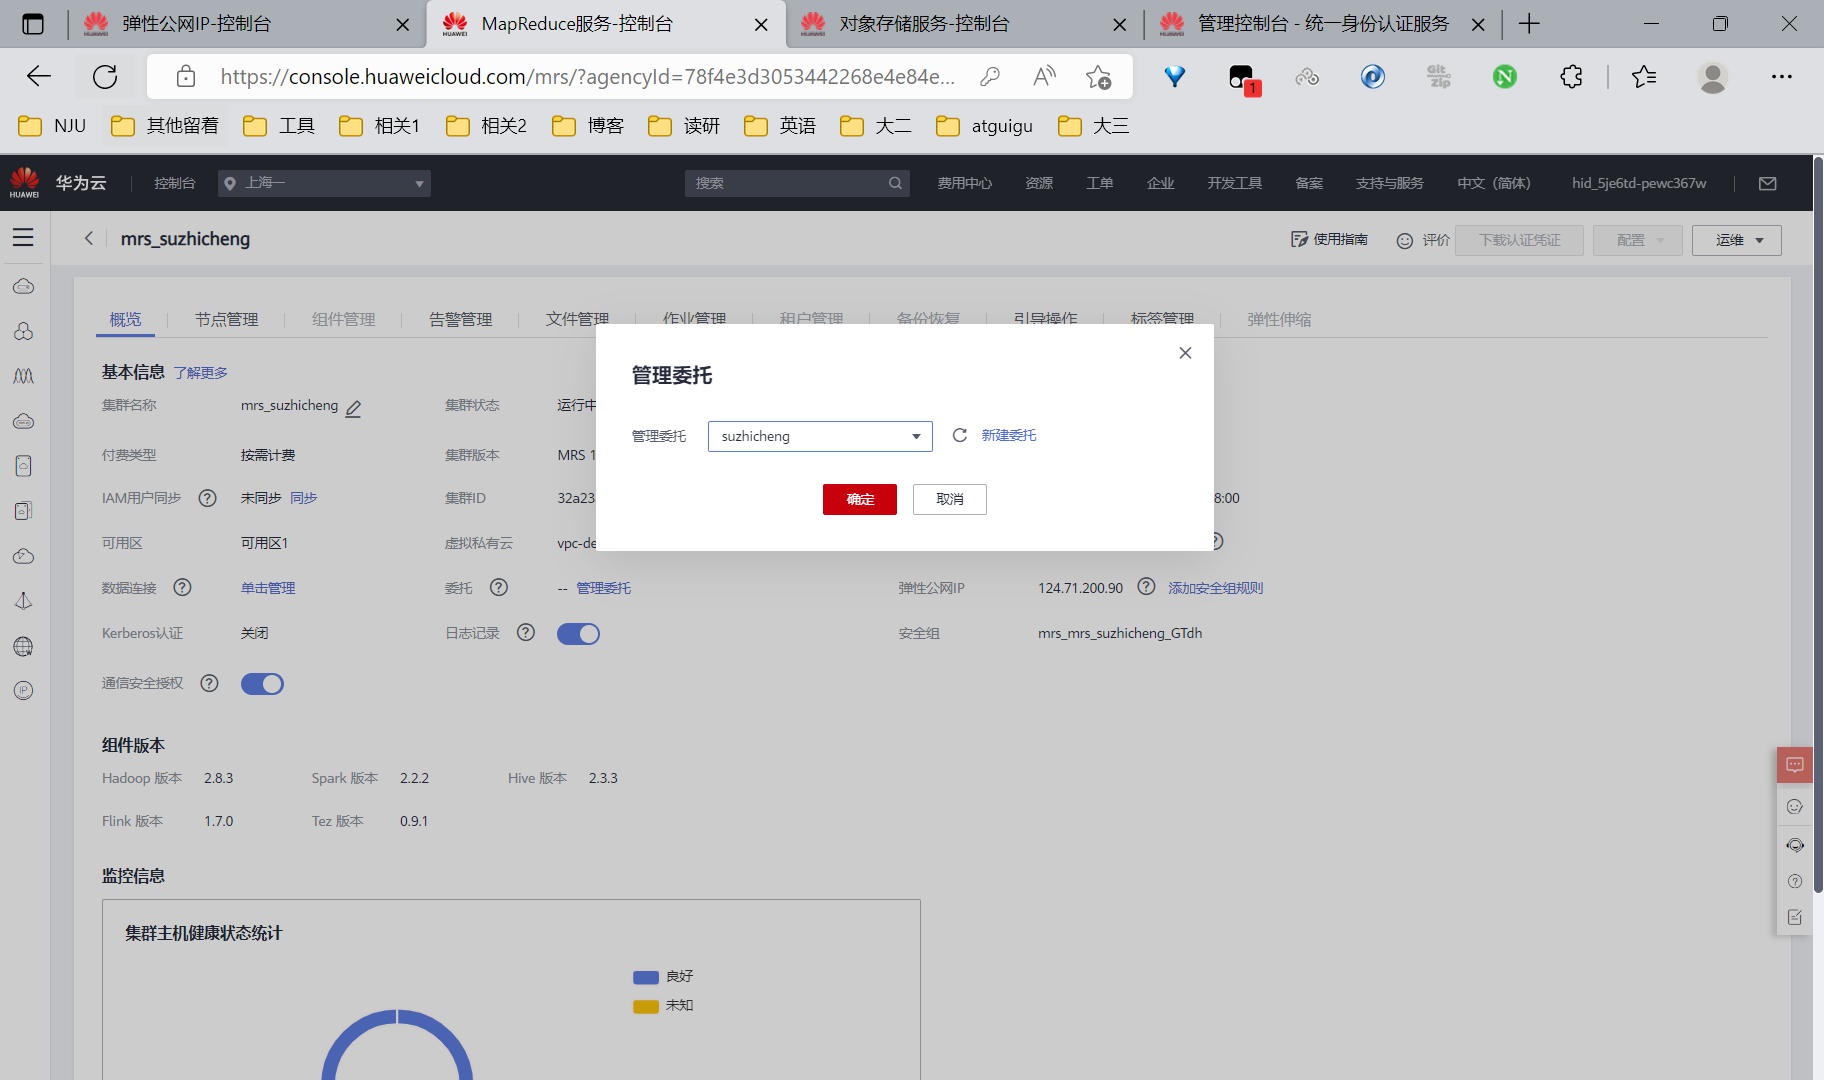 弹性公网IP-控制台
MapReduce服务-控制台
对象存储服务-控制台
管理控制台 - 统一身份认证服务
https://console.huaweicloud.com/mrs/?agencyId=78f4e3d3053442268e4e84e...
Git
Zip
1
NJU
其他留着
工具
相关1
相关2
博客
读研
英语
大二
atguigu
大三
HUAWEI
华为云
控制台
上海一
搜索
费用中心
资源
工单
企业
开发工具
备案
支持与服务
中文（简体）
hid_5je6td-pewc367w
mrs_suzhicheng
使用指南
评价
下载认证凭证
配置
运维
概览
节点管理
组件管理
告警管理
文件管理
作业管理
租户管理
备份恢复
引导操作
标签管理
弹性伸缩
管理委托
管理委托
suzhicheng
新建委托
确定
取消
基本信息 了解更多
集群名称
mrs_suzhicheng
集群状态
运行中
付费类型
按需计费
集群版本
MRS 1
IAM用户同步
未同步 同步
集群ID
32a23
8:00
可用区
可用区1
虚拟私有云
vpc-de
数据连接
单击管理
委托
-- 管理委托
弹性公网IP
124.71.200.90
添加安全组规则
Kerberos认证
关闭
日志记录
安全组
mrs_mrs_suzhicheng_GTdh
通信安全授权
组件版本
Hadoop 版本 2.8.3
Spark 版本 2.2.2
Hive 版本 2.3.3
Flink 版本 1.7.0
Tez 版本 0.9.1
监控信息
集群主机健康状态统计
良好
未知